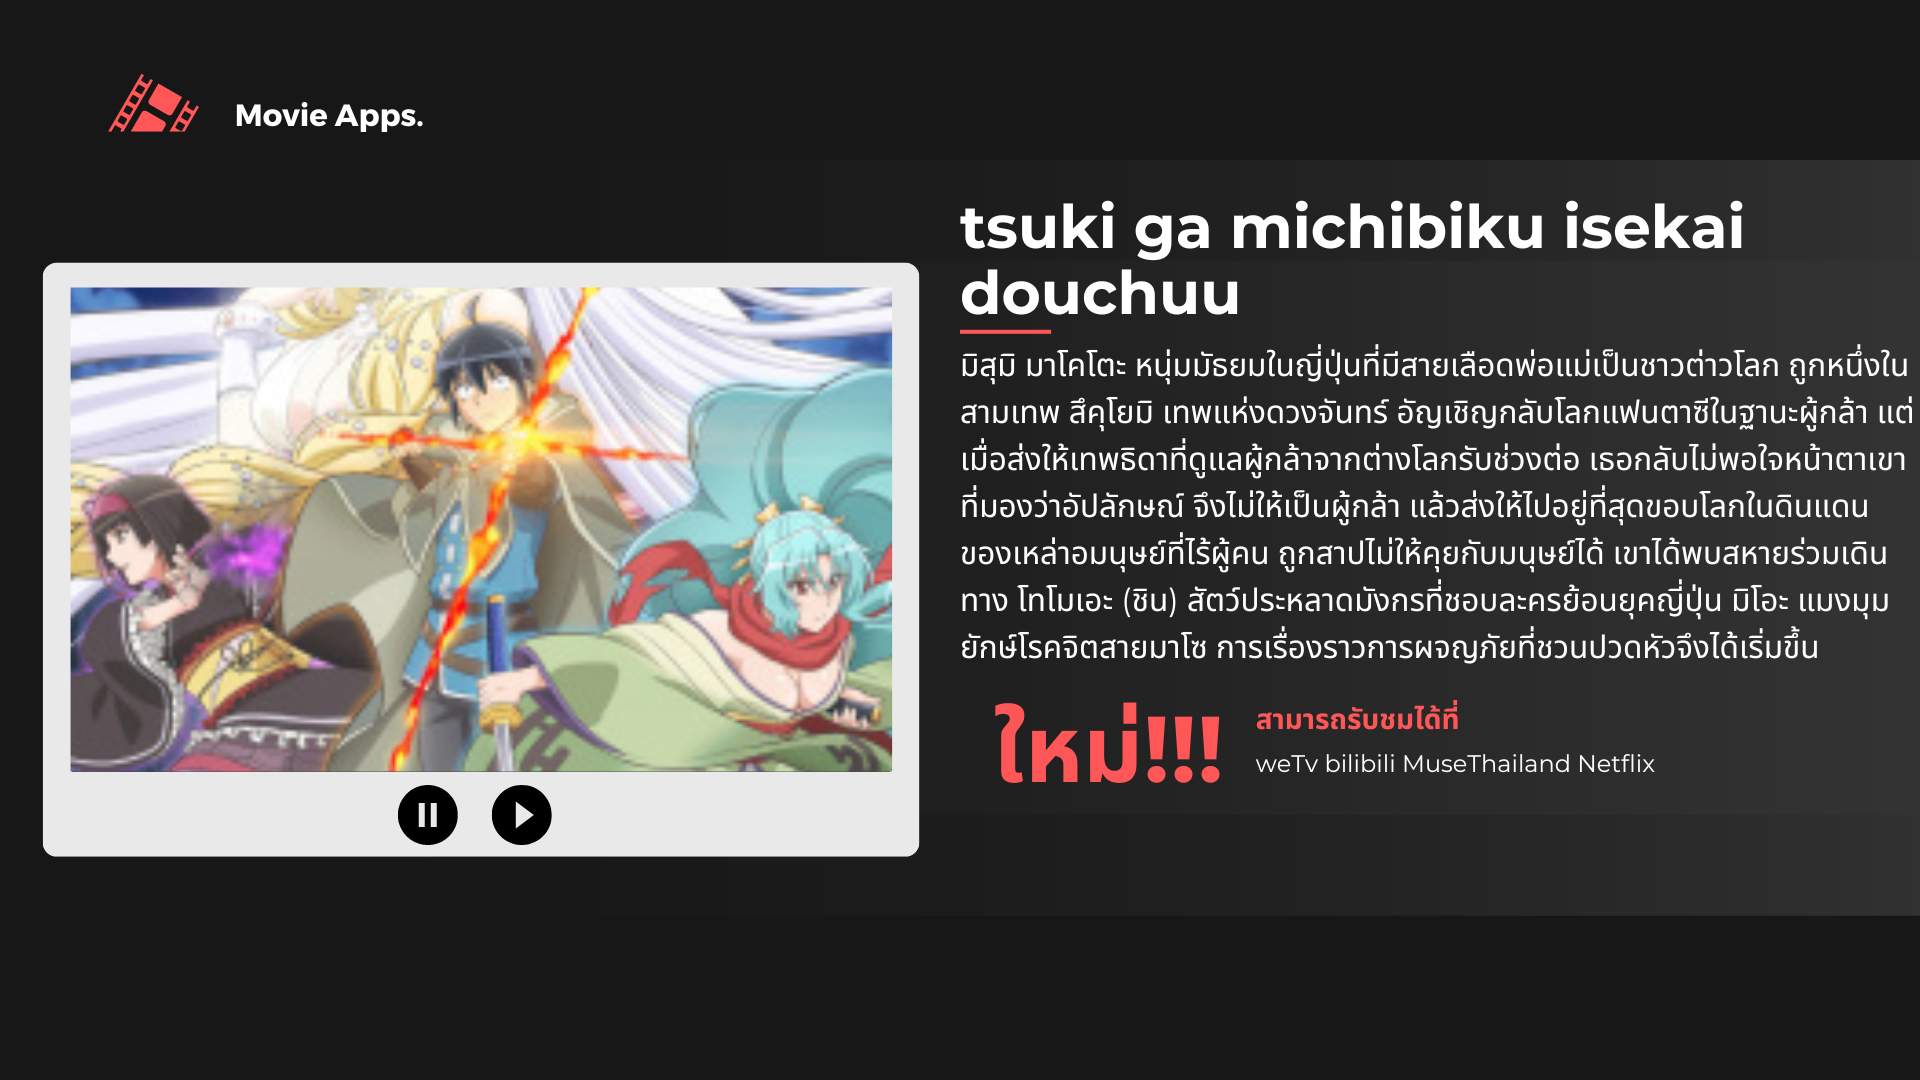 Movie Apps.
tsuki ga michibiku isekai
douchuu
มิสุมิ มาโคโตะ หนุ่มมัธยมในญี่ปุ่นที่มีสายเลือดพ่อแม่เป็นชาวต่าวโลก ถูกหนึ่งใน
สามเทพ สึคุโยมิ เทพแห่งดวงจันทร์ อัญเชิญกลับโลกแฟนตาซีในฐานะผู้กล้า แต่
เมื่อส่งให้เทพธิดาที่ดูแลผู้กล้าจากต่างโลกรับช่วงต่อ เธอกลับไม่พอใจหน้าตาเขา
ที่มองว่าอัปลักษณ์ จึงไม่ให้เป็นผู้กล้า แล้วส่งให้ไปอยู่ที่สุดขอบโลกในดินแดน
ของเหล่าอมนุษย์ที่ไร้ผู้คน ถูกสาปไม่ให้คุยกับมนุษย์ได้ เขาได้พบสหายร่วมเดิน
ทาง โทโมเอะ (ชิน) สัตว์ประหลาดมังกรที่ชอบละครย้อนยุคญี่ปุ่น มิโอะ แมงมุม
ยักษ์โรคจิตสายมาโซ การเรื่องราวการผจญภัยที่ชวนปวดหัวจึงได้เริ่มขึ้น
ใหม่!!!
สามารถรับชมได้ที่
weTv bilibili MuseThailand Netflix